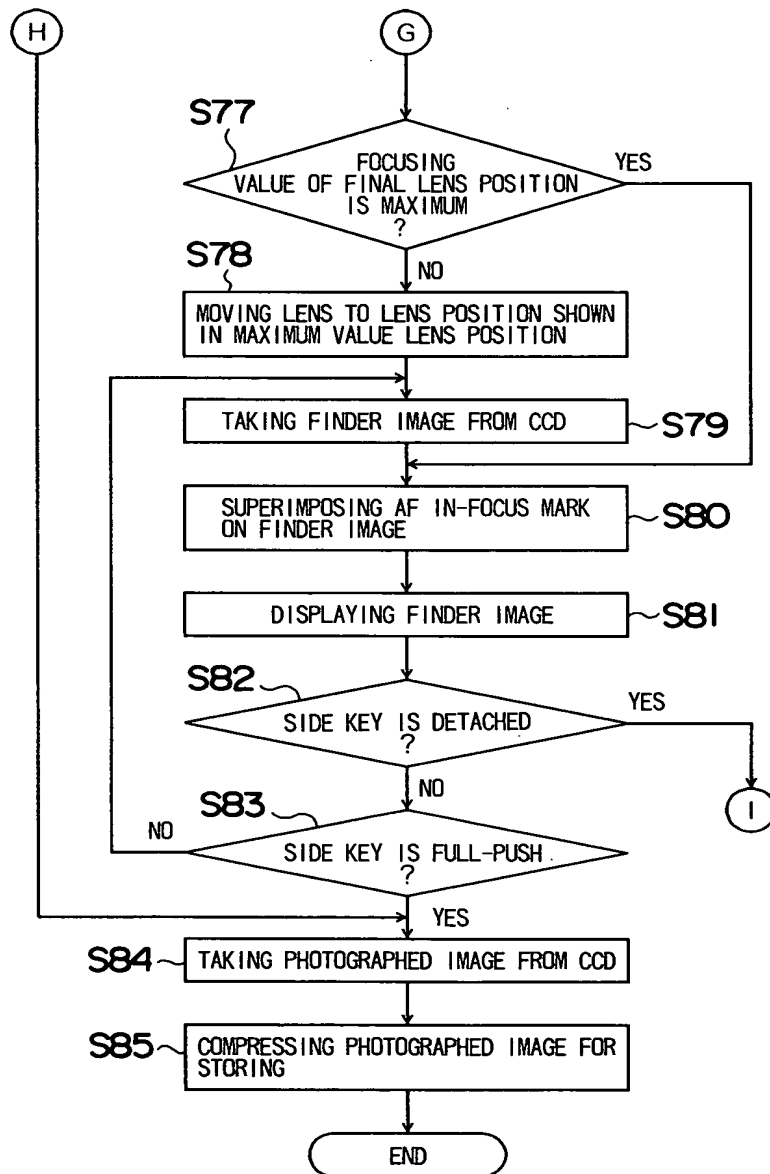 H
G
S77
FOCUSING
VALUE OF FINAL LENS POSITION
IS MAXIMUM
?
YES
NO
S78
MOVING LENS TO LENS POSITION SHOWN
IN MAXIMUM VALUE LENS POSITION
TAKING FINDER IMAGE FROM CCD
S79
SUPERIMPOSING AF IN-FOCUS MARK
ON FINDER IMAGE
S80
DISPLAYING FINDER IMAGE
S81
S82
SIDE KEY IS DETACHED
?
YES
NO
I
S83
NO
SIDE KEY IS FULL-PUSH
?
YES
S84
TAKING PHOTOGRAPHED IMAGE FROM CCD
S85
COMPRESSING PHOTOGRAPHED IMAGE FOR
STORING
END